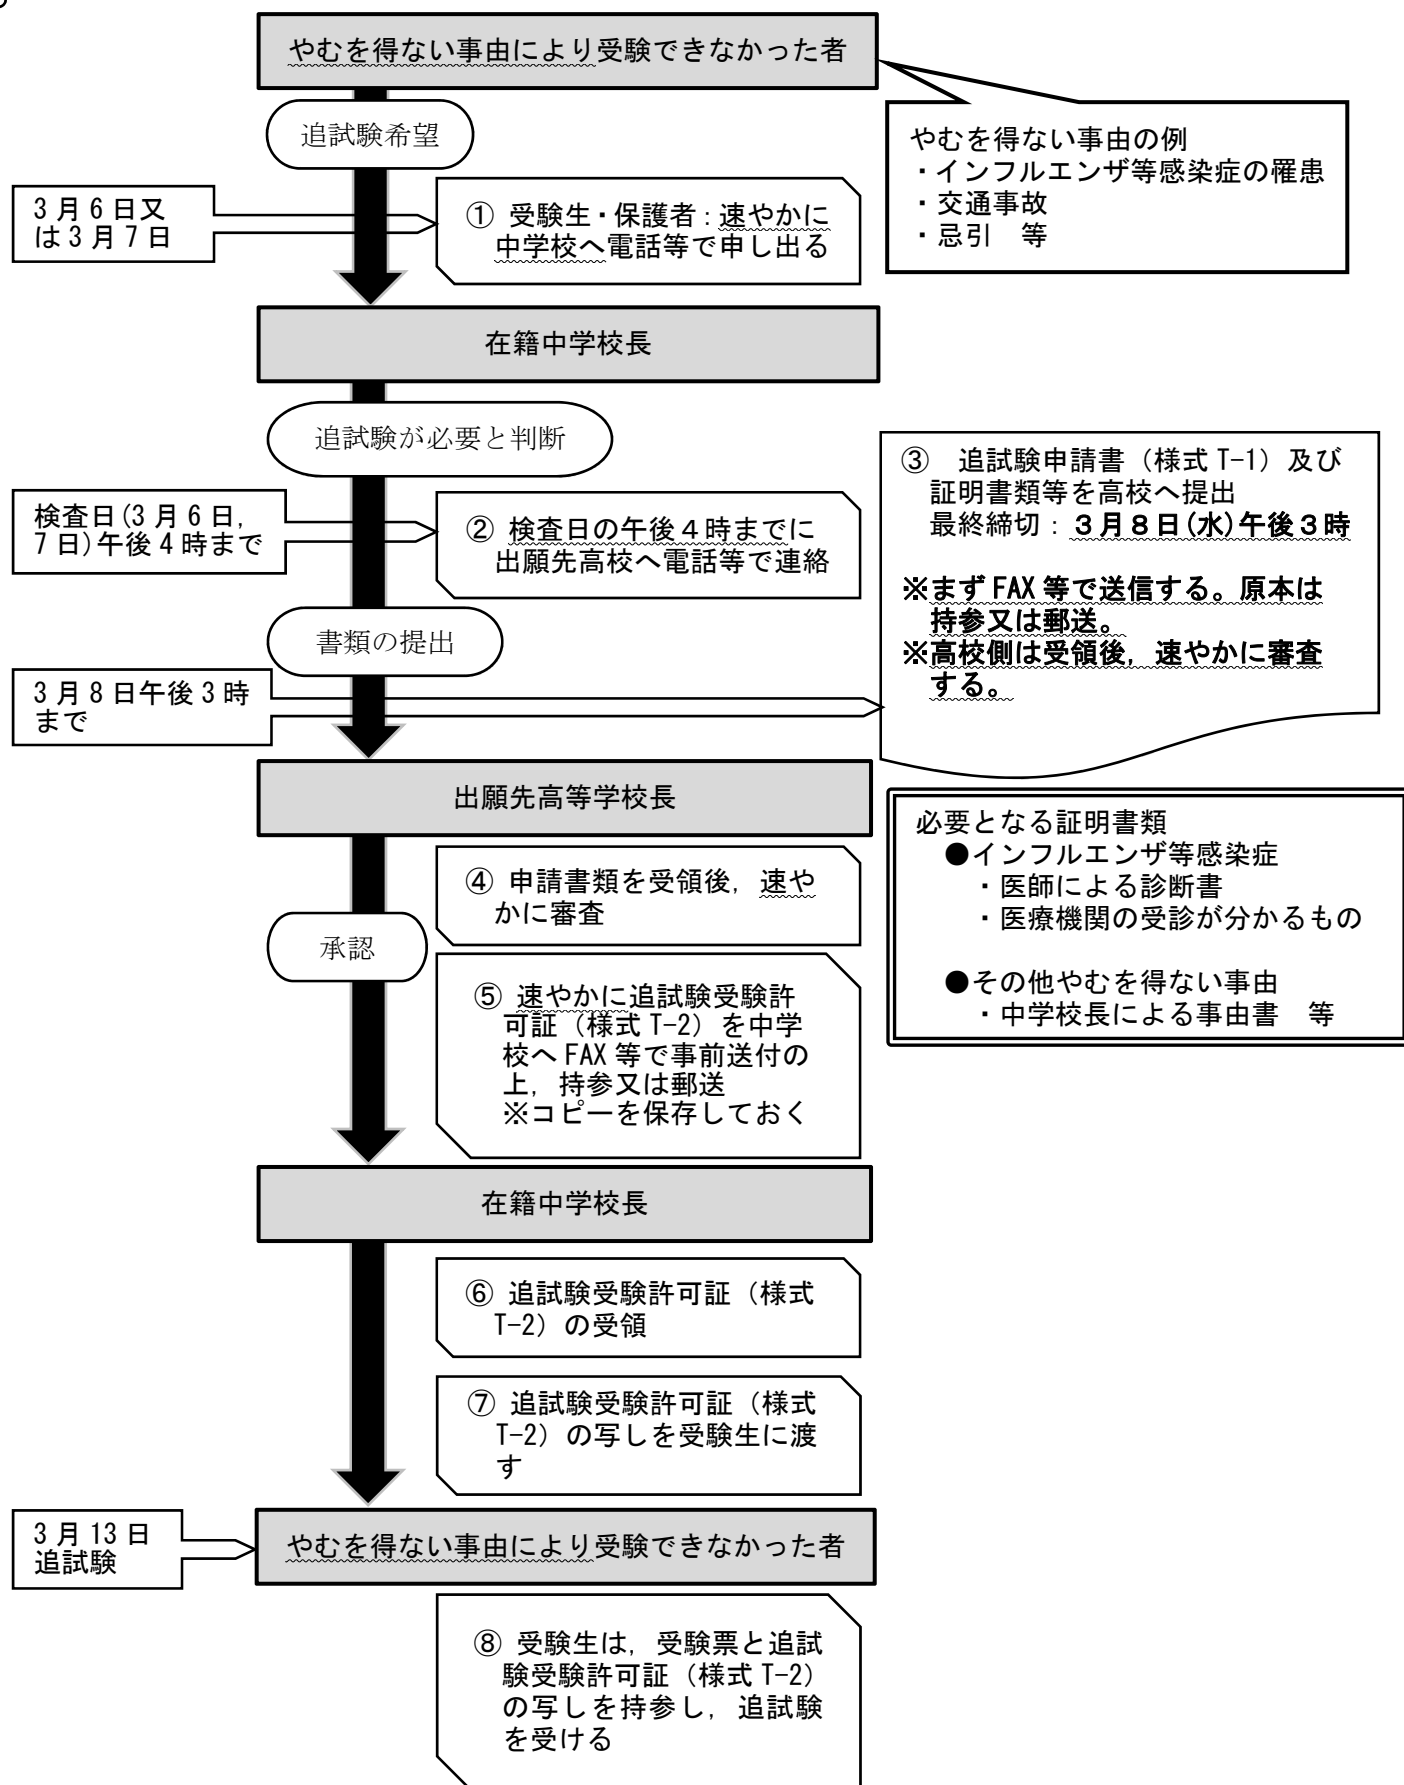 やむを得ない事由により受験できなかった者
追試験希望
やむを得ない事由の例
・インフルエンザ等感染症の罹患
・交通事故
・忌引　等
3月6日又
は3月7日
① 受験生・保護者：速やかに
中学校へ電話等で申し出る
在籍中学校長
追試験が必要と判断
検査日(3月6日，
7日)午後4時まで
② 検査日の午後４時までに
出願先高校へ電話等で連絡
③　追試験申請書（様式T-1）及び
証明書類等を高校へ提出
最終締切：３月８日(水)午後３時
※まずFAX等で送信する。原本は
持参又は郵送。
※高校側は受領後，速やかに審査
する。
書類の提出
3月8日午後3時
まで
出願先高等学校長
必要となる証明書類
●インフルエンザ等感染症
・医師による診断書
・医療機関の受診が分かるもの
●その他やむを得ない事由
・中学校長による事由書　等
④ 申請書類を受領後，速や
かに審査
承認
⑤ 速やかに追試験受験許
可証（様式T-2）を中学
校へFAX等で事前送付の
上，持参又は郵送
※コピーを保存しておく
在籍中学校長
⑥ 追試験受験許可証（様式
T-2）の受領
⑦ 追試験受験許可証（様式
T-2）の写しを受験生に渡
す
3月13日
追試験
やむを得ない事由により受験できなかった者
⑧ 受験生は，受験票と追試
験受験許可証（様式T-2）
の写しを持参し，追試験
を受ける